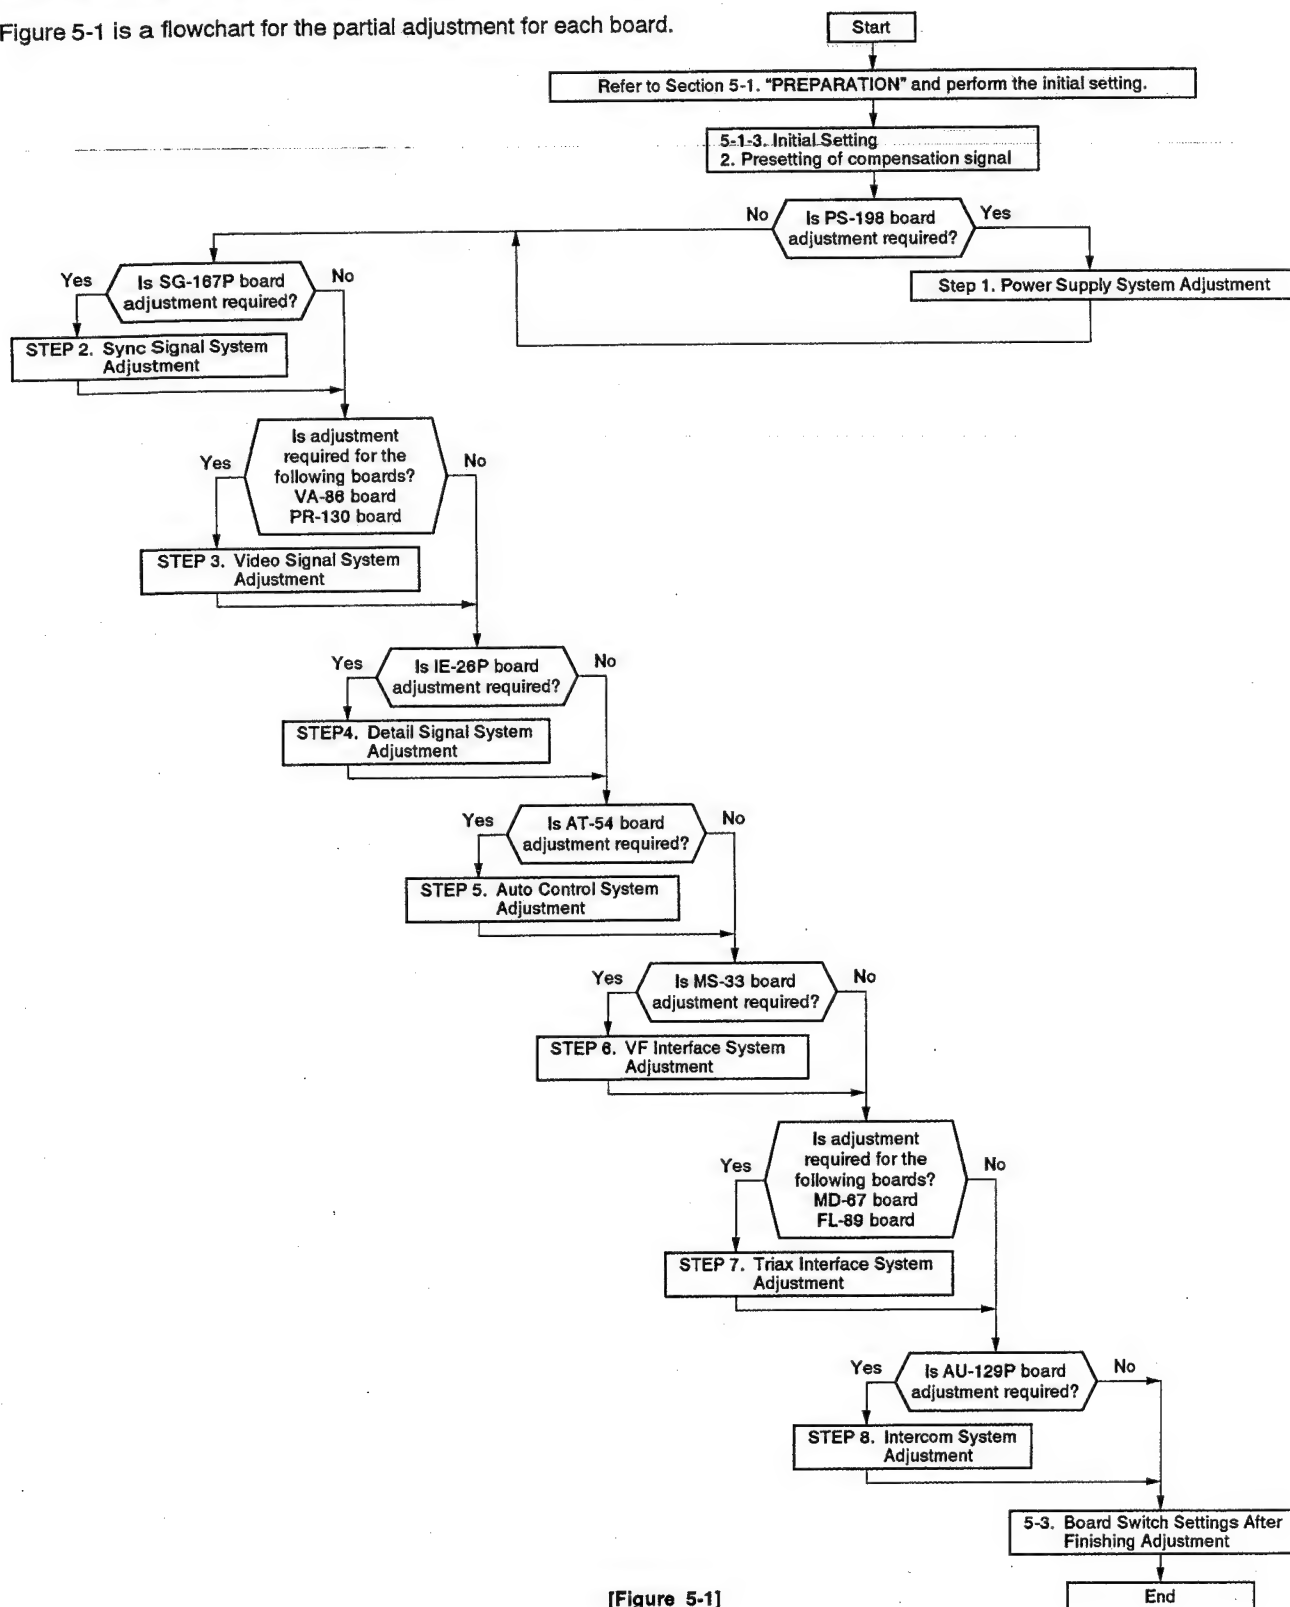 Figure 5-1 is a flowchart for the partial adjustment for each board.
Start
Refer to Section 5-1. "PREPARATION" and perform the initial setting.
5-1-3. Initial Setting
2. Presetting of compensation signal
No
Is PS-198 board
adjustment required?
Yes
Step 1. Power Supply System Adjustment
Yes
Is SG-167P board
adjustment required?
No
STEP 2. Sync Signal System
Adjustment
Is adjustment
required for the
following boards?
VA-86 board
PR-130 board
Yes
No
STEP 3. Video Signal System
Adjustment
Yes
Is IE-26P board
adjustment required?
No
STEP4. Detail Signal System
Adjustment
Yes
Is AT-54 board
adjustment required?
No
STEP 5. Auto Control System
Adjustment
Yes
Is MS-33 board
adjustment required?
No
STEP 6. VF Interface System
Adjustment
Is adjustment
required for the
following boards?
MD-67 board
FL-89 board
Yes
No
STEP 7. Triax Interface System
Adjustment
Yes
Is AU-129P board
adjustment required?
No
STEP 8. Intercom System
Adjustment
5-3. Board Switch Settings After
Finishing Adjustment
End
[Figure 5-1]